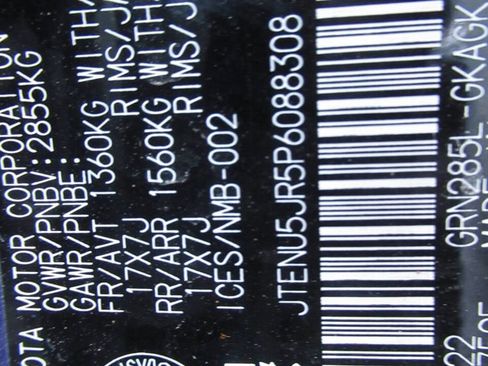 OTA MOTOR CORPORATION
GVWR/PNBV: 2855KG
GAWR/PNBE:
FR/AVT 1360KG WITH/
17X7J RIMS/J
RR/ARR 1560KG WITH/
17X7J RIMS/J
ICES/NMB-002
JTENU5JR5P6088308
GRN285L-GKAGK
22